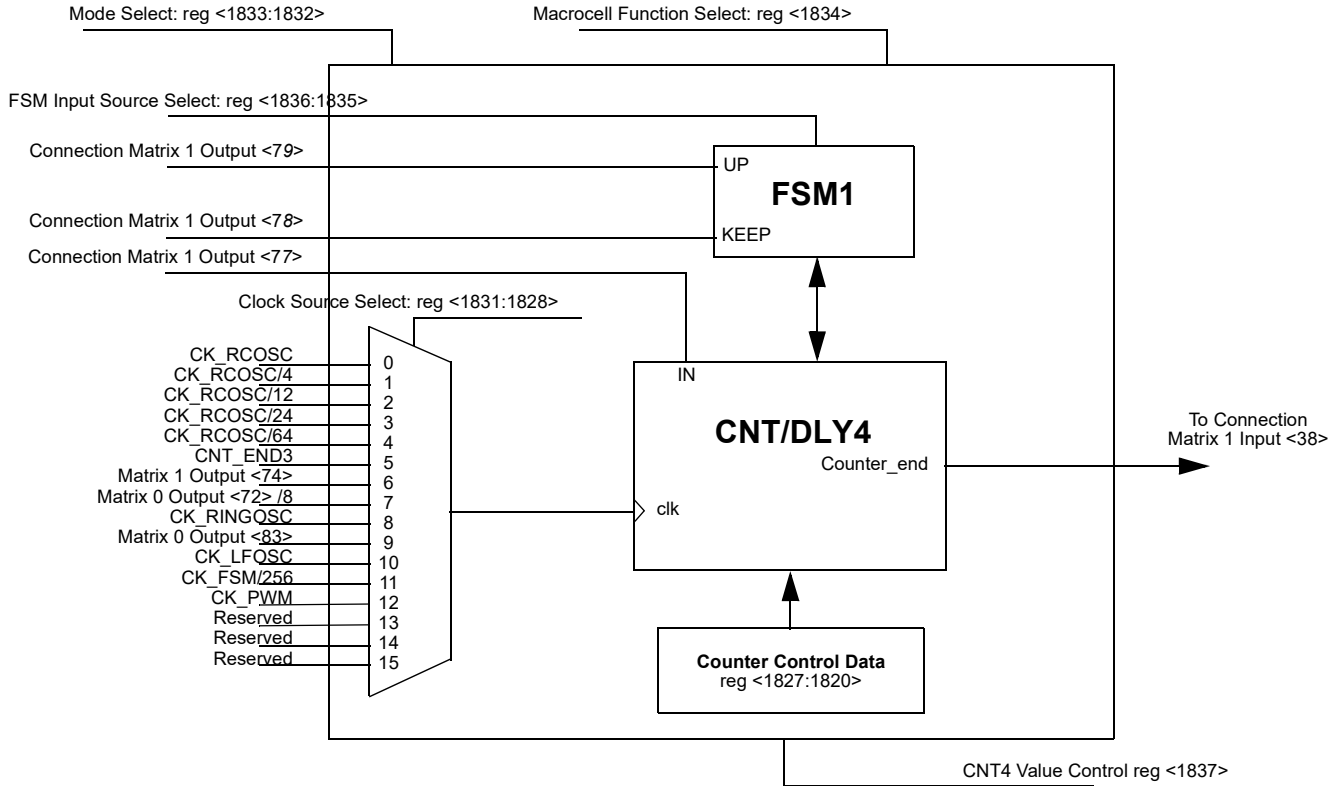 Mode Select: reg <1833:1832>
Macrocell Function Select: reg <1834>
FSM Input Source Select: reg <1836:1835>
Connection Matrix 1 Output <79>
UP
FSM1
Connection Matrix 1 Output <78>
KEEP
Connection Matrix 1 Output <77>
Clock Source Select: reg <1831:1828>
CK_RCOSC
0
CK_RCOSC/4
1
CK_RCOSC/12
2
CK_RCOSC/24
3
CK_RCOSC/64
4
CNT_END3
5
Matrix 1 Output <74>
6
Matrix 0 Output <72> /8
7
CK_RINGOSC
8
Matrix 0 Output <83>
9
CK_LFOSC
10
CK_FSM/256
11
CK_PWM
12
Reserved
13
Reserved
14
Reserved
15
IN
CNT/DLY4
Counter_end
clk
To Connection
Matrix 1 Input <38>
Counter Control Data
reg <1827:1820>
CNT4 Value Control reg <1837>